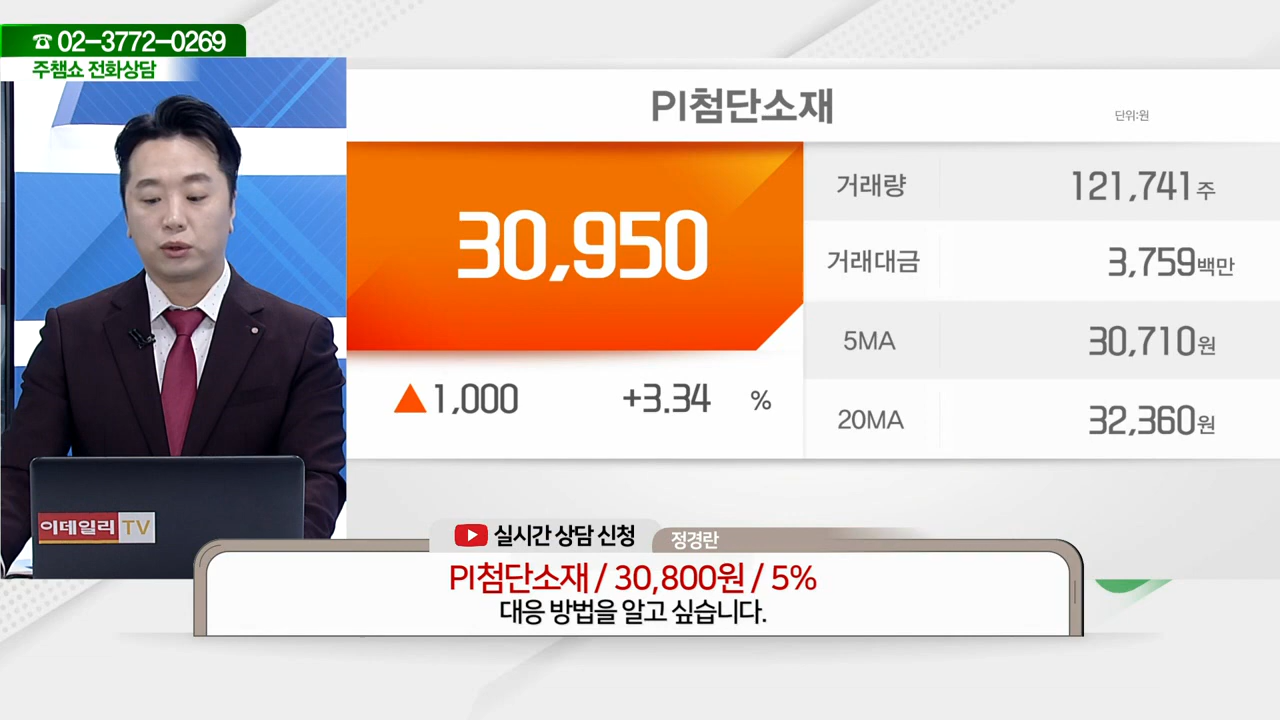 ☎ 02-3772-0269
주챔쇼 전화상담
PI첨단소재
단위:원
30,950
▲1,000 +3.34 %
거래량 121,741주
거래대금 3,759백만
5MA 30,710원
20MA 32,360원
이데일리 TV
실시간 상담 신청
정경란
PI첨단소재 / 30,800원 / 5%
대응 방법을 알고 싶습니다.